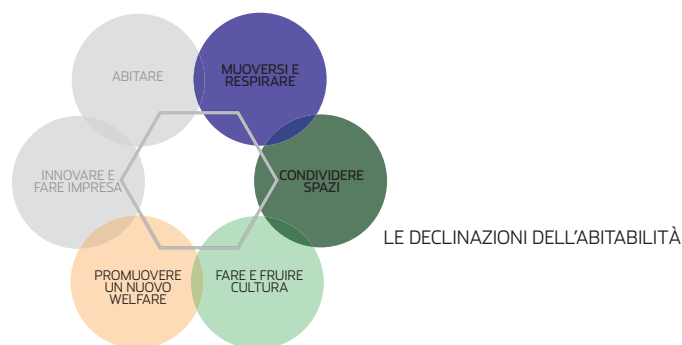 ABITARE
MUOVERSI E
RESPIRARE
INNOVARE E
FARE IMPRESA
CONDIVIDERE
SPAZI
LE DECLINAZIONI DELL'ABITABILITÀ
PROMUOVERE
UN NUOVO
WELFARE
FARE E FRUIRE
CULTURA